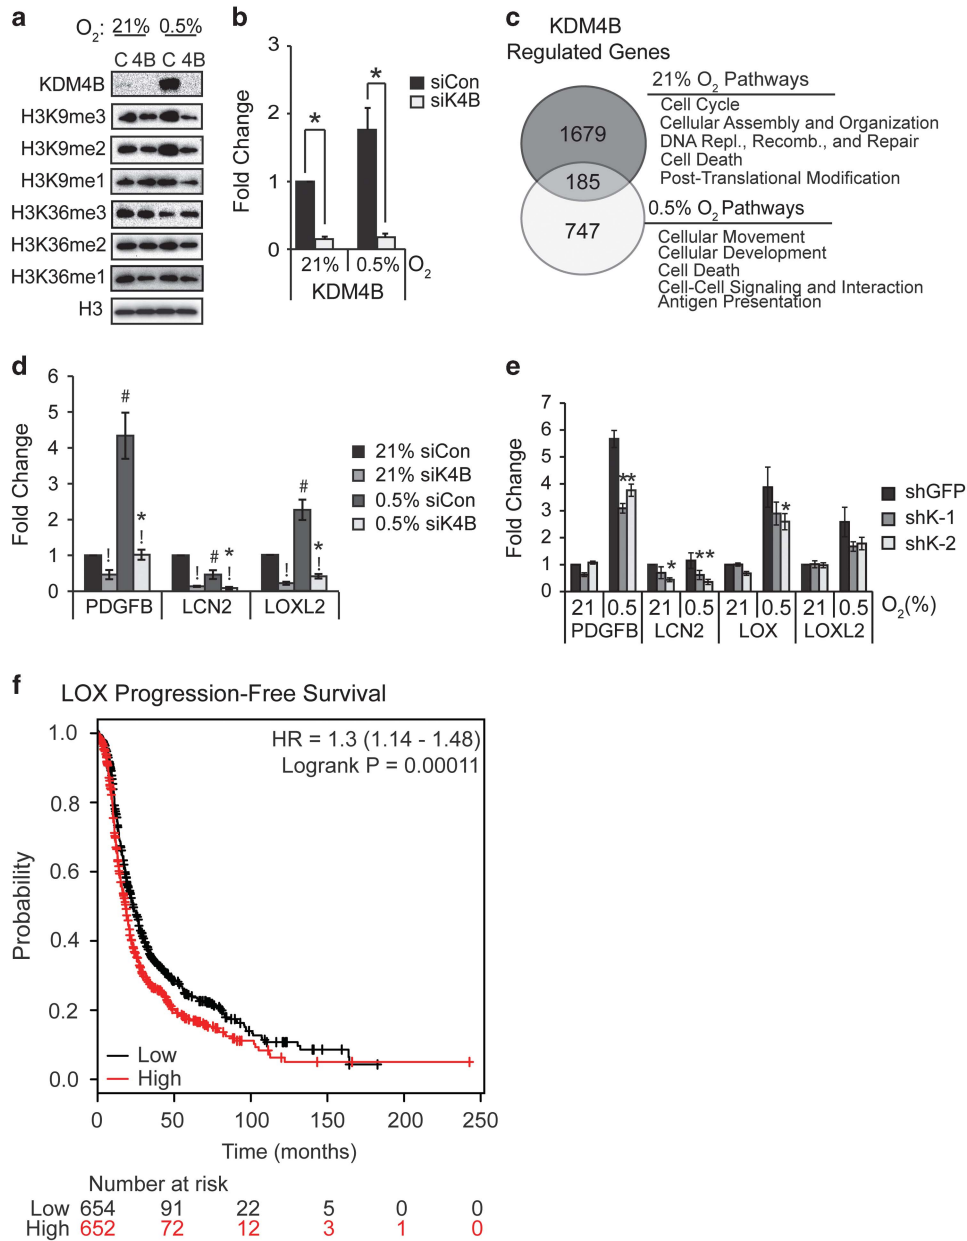 a
O2: 21% 0.5%
C 4B C 4B
KDM4B
H3K9me3
H3K9me2
H3K9me1
H3K36me3
H3K36me2
H3K36me1
H3
b
3
2
1
0
Fold Change
*
*
siCon
siK4B
21% 0.5% O2
KDM4B
c
KDM4B
Regulated Genes
1679
185
747
21% O2 Pathways
Cell Cycle
Cellular Assembly and Organization
DNA Repl., Recomb., and Repair
Cell Death
Post-Translational Modification
0.5% O2 Pathways
Cellular Movement
Cellular Development
Cell Death
Cell-Cell Signaling and Interaction
Antigen Presentation
d
6
5
4
3
2
1
0
Fold Change
! # * !
! # * !
! # * !
21% siCon
21% siK4B
0.5% siCon
0.5% siK4B
PDGFB LCN2 LOXL2
e
7
6
5
4
3
2
1
0
Fold Change
** * ** *
shGFP
shK-1
shK-2
21 0.5 21 0.5 21 0.5 21 0.5 O2(%)
PDGFB LCN2 LOX LOXL2
f
LOX Progression-Free Survival
HR = 1.3 (1.14 - 1.48)
Logrank P = 0.00011
1.0
0.8
0.6
0.4
0.2
0.0
Probability
Low
High
0 50 100 150 200 250
Time (months)
Number at risk
Low 654 91 22 5 0 0
High 652 72 12 3 1 0